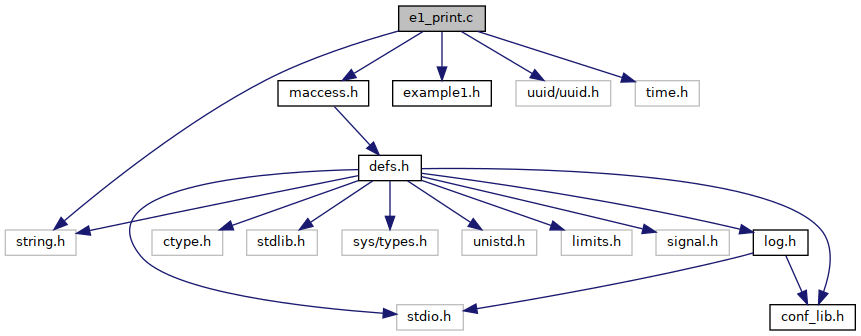 e1_print.c
maccess.h
example1.h
uuid/uuid.h
time.h
defs.h
string.h
ctype.h
stdlib.h
sys/types.h
unistd.h
limits.h
signal.h
log.h
stdio.h
conf_lib.h